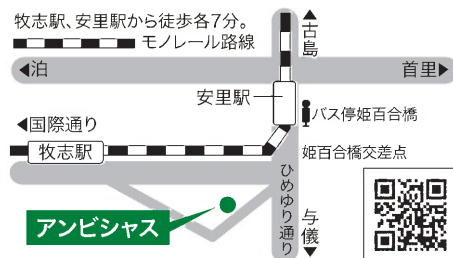 牧志駅、安里駅から徒歩各7分。
モノレール路線
▲古島
◀泊
首里▶
安里駅
バス停姫百合橋
◀国際通り
牧志駅
姫百合橋交差点
ひめゆり通り
与儀▼
アンビシャス